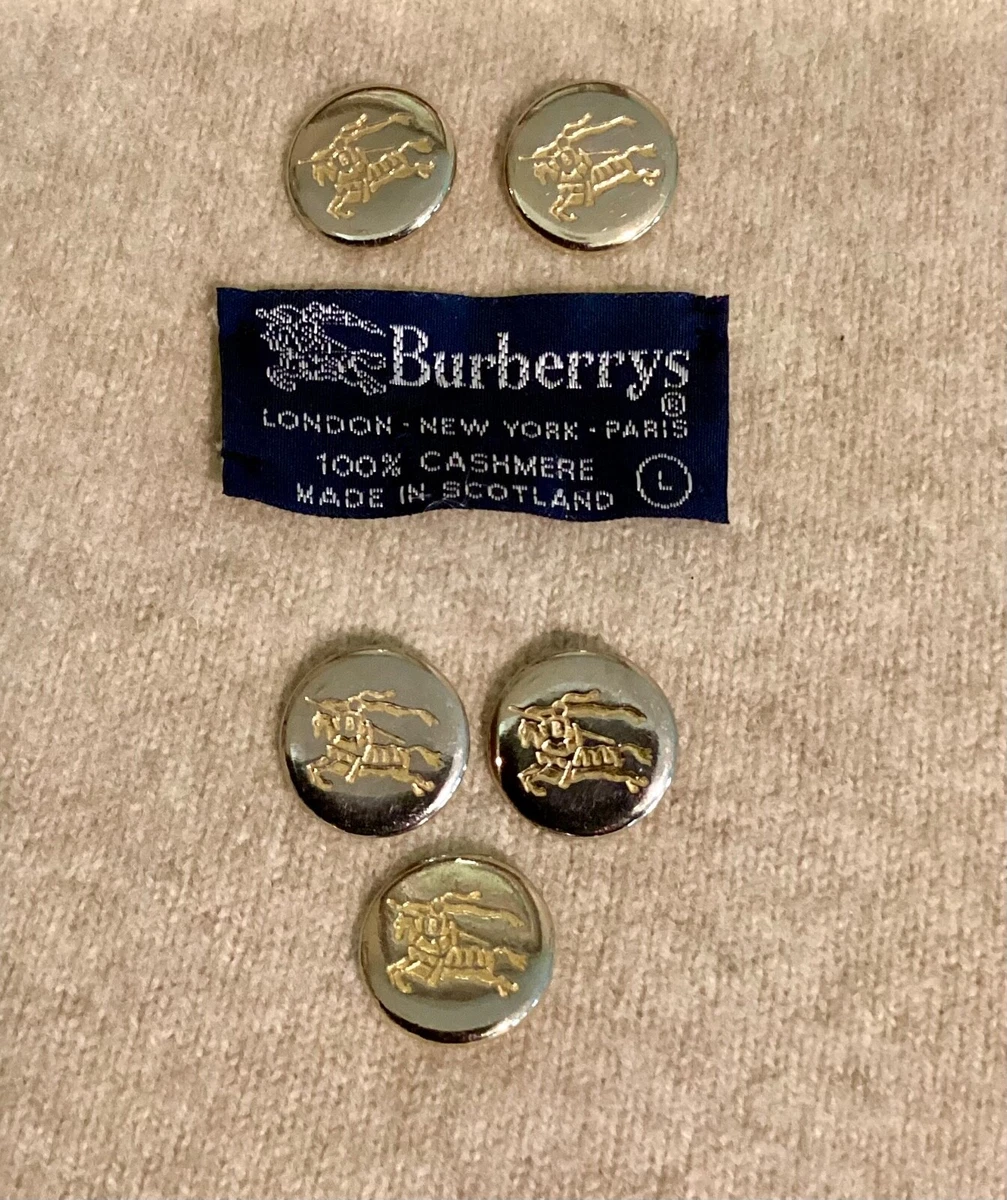 Burberrys®
LONDON - NEW YORK - PARIS
100% CASHMERE
MADE IN SCOTLAND L